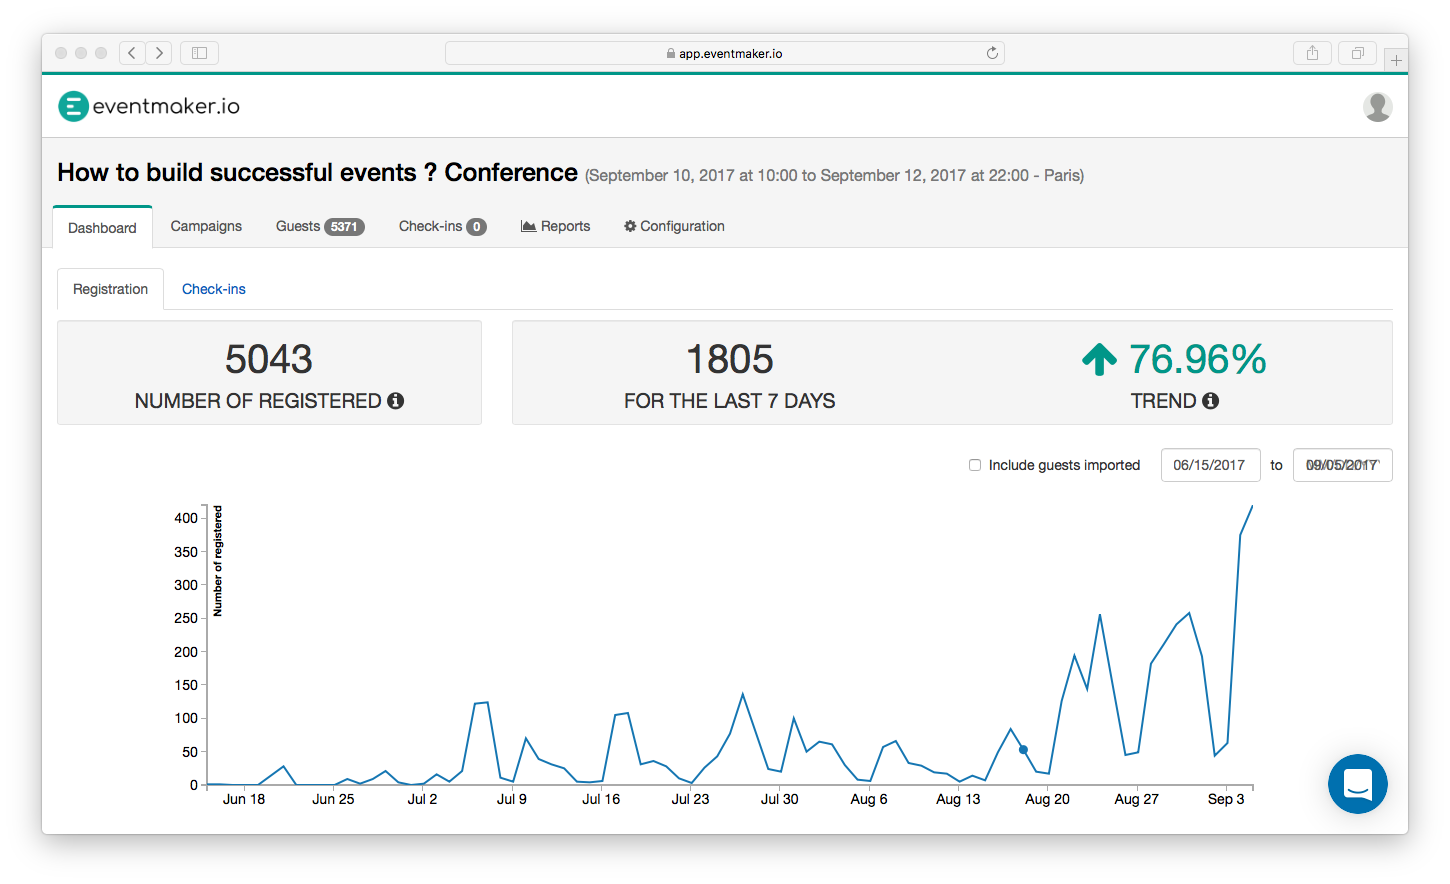 app.eventmaker.io
eventmaker.io
How to build successful events ? Conference (September 10, 2017 at 10:00 to September 12, 2017 at 22:00 - Paris)
Dashboard Campaigns Guests 5371 Check-ins 0 Reports Configuration
Registration Check-ins
5043 1805 76.96%
NUMBER OF REGISTERED FOR THE LAST 7 DAYS TREND
Include guests imported 06/15/2017 to
Number of registered
400
350
300
250
200
150
100
50
0
Jun 18 Jun 25 Jul 2 Jul 9 Jul 16 Jul 23 Jul 30 Aug 6 Aug 13 Aug 20 Aug 27 Sep 3